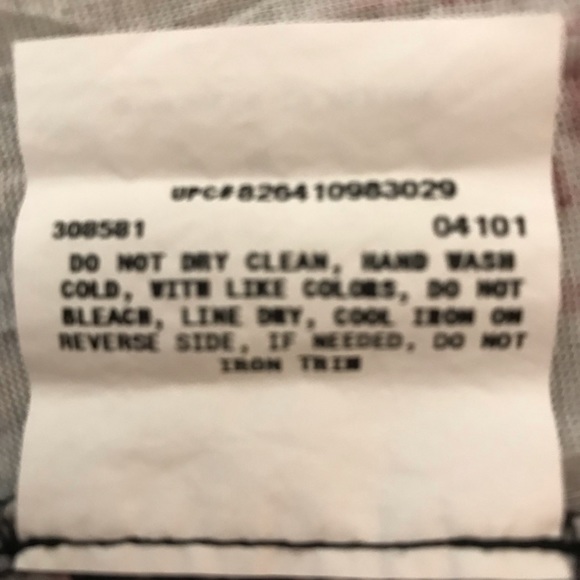 UPC#826410983029
308581 04101
DO NOT DRY CLEAN, HAND WASH
COLD, WITH LIKE COLORS, DO NOT
BLEACH, LINE DRY, COOL IRON ON
REVERSE SIDE, IF NEEDED, DO NOT
IRON TRIM